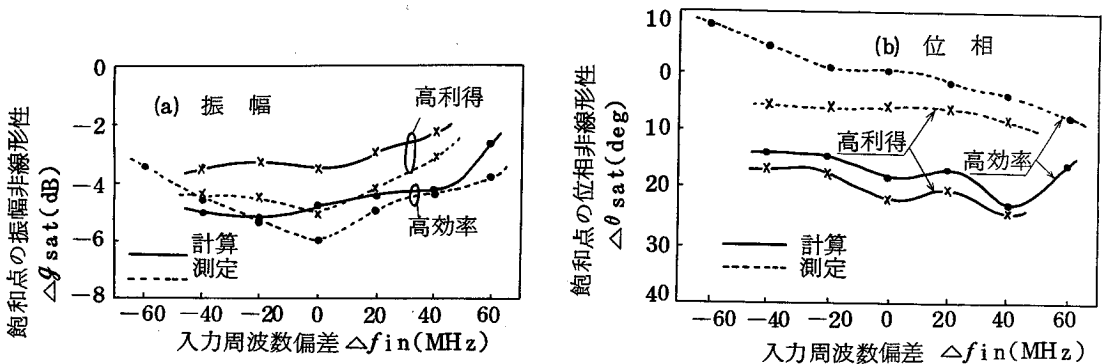 (a) 振幅
高利得
高効率
計算
測定
0
−2
−4
−6
−8
−60 −40 −20 0 20 40 60
入力周波数偏差 △fin(MHz)
飽和点の振幅非線形性
△gsat(dB)
(b) 位相
高利得
高効率
計算
測定
10
0
10
20
30
40
−60 −40 −20 0 20 40 60
入力周波数偏差 △fin(MHz)
飽和点の位相非線形性
△θsat(deg)